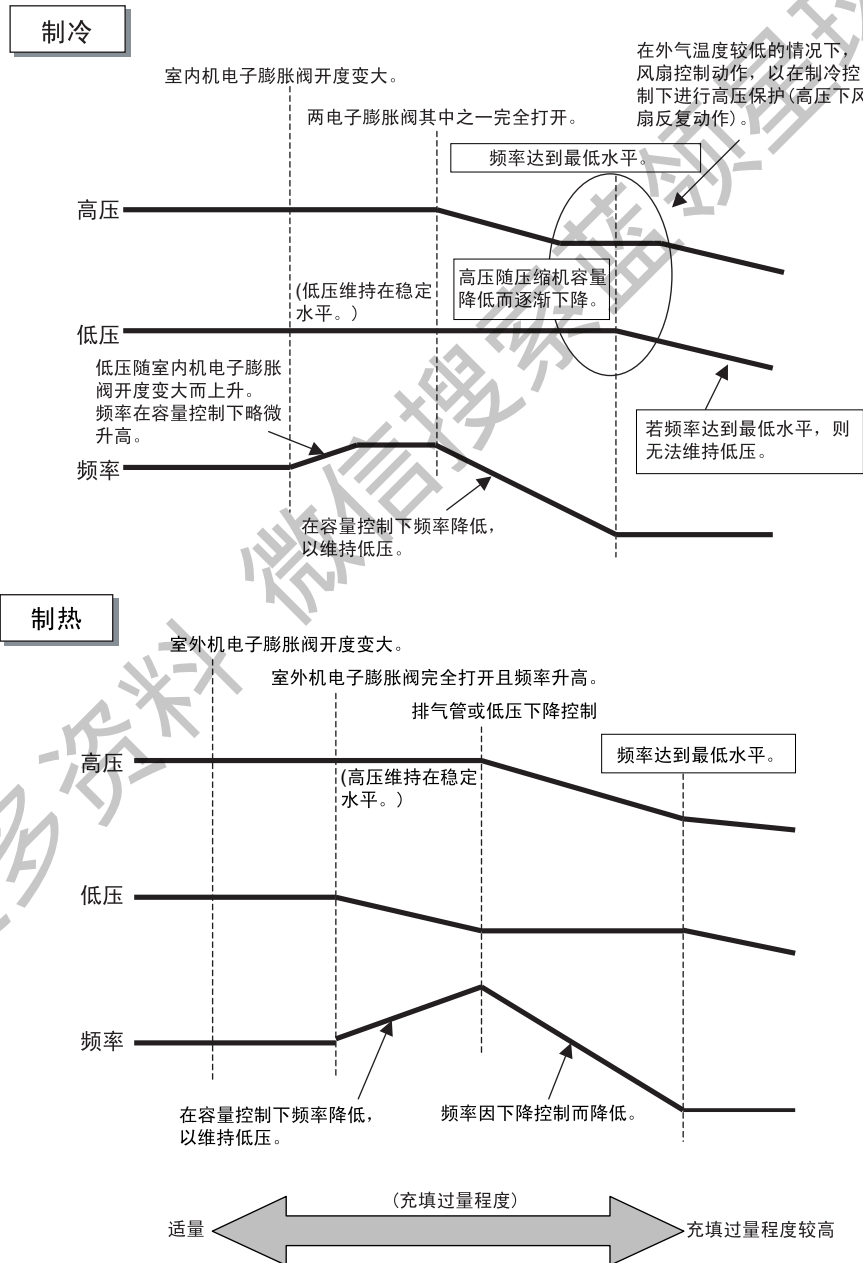 制冷
室内机电子膨胀阀开度变大。
两电子膨胀阀其中之一完全打开。
在外气温度较低的情况下，
风扇控制动作，以在制冷控
制下进行高压保护(高压下风
扇反复动作)。
频率达到最低水平。
高压
高压随压缩机容量
降低而逐渐下降。
(低压维持在稳定
水平。)
低压
低压随室内机电子膨胀
阀开度变大而上升。
频率在容量控制下略微
升高。
若频率达到最低水平，则
无法维持低压。
频率
在容量控制下频率降低，
以维持低压。
制热
室外机电子膨胀阀开度变大。
室外机电子膨胀阀完全打开且频率升高。
排气管或低压下降控制
频率达到最低水平。
高压
(高压维持在稳定
水平。)
低压
频率
在容量控制下频率降低，
以维持低压。
频率因下降控制而降低。
(充填过量程度)
适量
充填过量程度较高
多资料 微信搜索蓝领星球